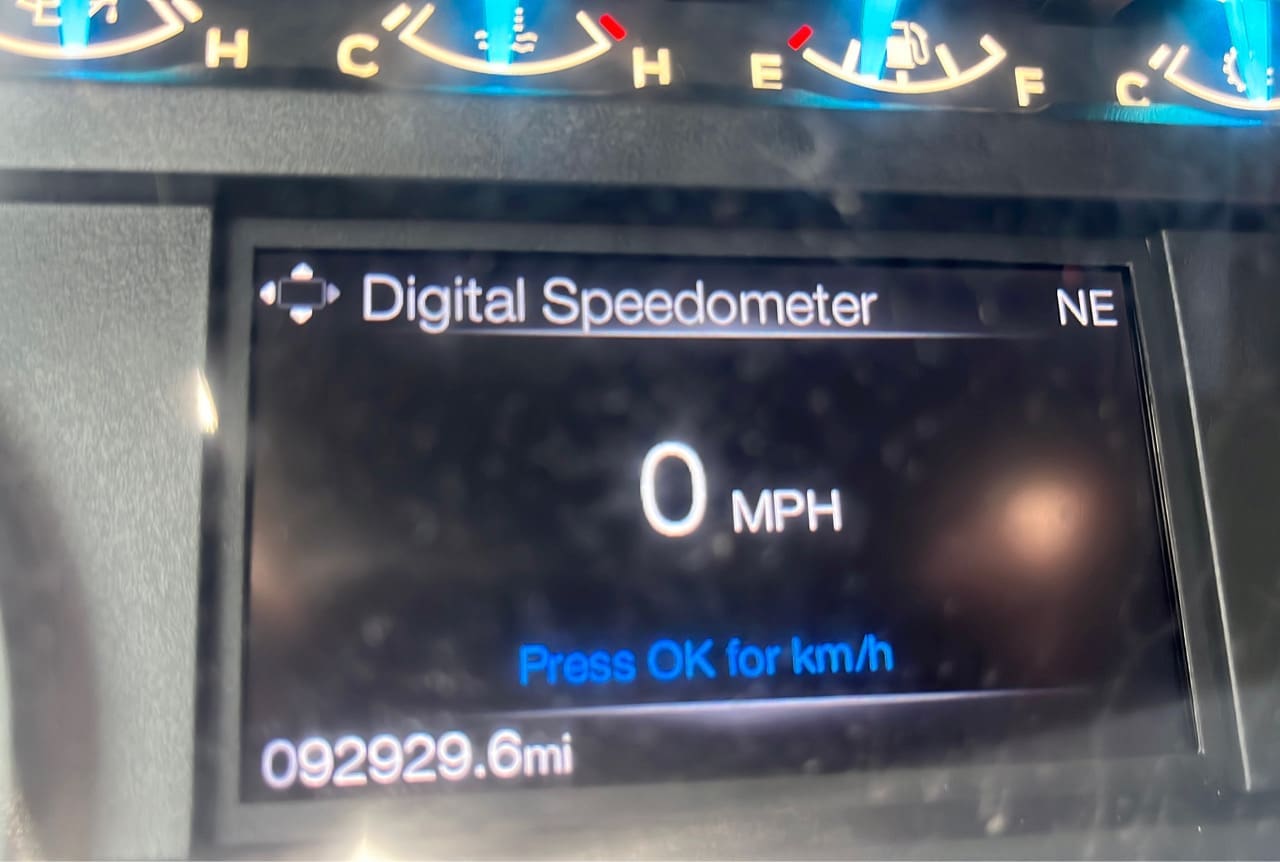 H C H E F C
Digital Speedometer NE
0 MPH
Press OK for km/h
092929.6mi